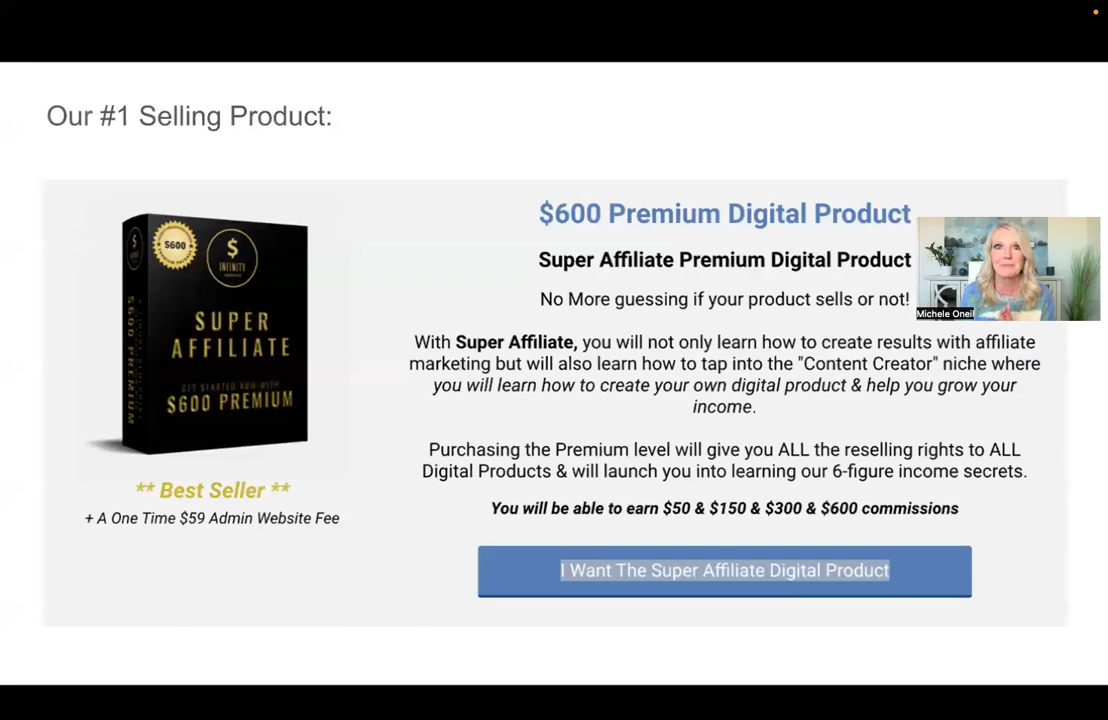 Our #1 Selling Product:
$600 Premium Digital Product
Super Affiliate Premium Digital Product
No More guessing if your product sells or not!
Michele Oneil
With Super Affiliate, you will not only learn how to create results with affiliate
marketing but will also learn how to tap into the "Content Creator" niche where
you will learn how to create your own digital product & help you grow your
income.
Purchasing the Premium level will give you ALL the reselling rights to ALL
Digital Products & will launch you into learning our 6-figure income secrets.
You will be able to earn $50 & $150 & $300 & $600 commissions
I Want The Super Affiliate Digital Product
$600
$
INFINITY
SUPER
AFFILIATE
GET STARTED NOW WITH
$600 PREMIUM
$600 PREMIUM
** Best Seller **
+ A One Time $59 Admin Website Fee